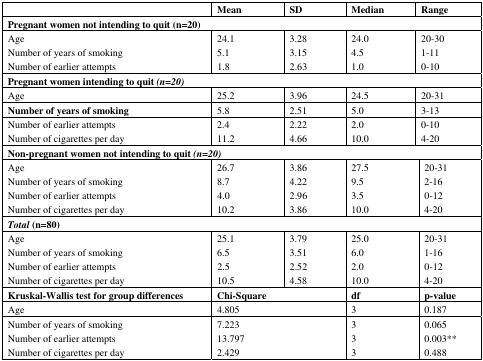 Mean SD Median Range
Pregnant women not intending to quit (n=20)
Age 24.1 3.28 24.0 20-30
Number of years of smoking 5.1 3.15 4.5 1-11
Number of earlier attempts 1.8 2.63 1.0 0-10
Pregnant women intending to quit (n=20)
Age 25.2 3.96 24.5 20-31
Number of years of smoking 5.8 2.51 5.0 3-13
Number of earlier attempts 2.4 2.22 2.0 0-10
Number of cigarettes per day 11.2 4.66 10.0 4-20
Non-pregnant women not intending to quit (n=20)
Age 26.7 3.86 27.5 20-31
Number of years of smoking 8.7 4.22 9.5 2-16
Number of earlier attempts 4.0 2.96 3.5 0-12
Number of cigarettes per day 10.2 3.86 10.0 4-20
Total (n=80)
Age 25.1 3.79 25.0 20-31
Number of years of smoking 6.5 3.51 6.0 1-16
Number of earlier attempts 2.5 2.52 2.0 0-12
Number of cigarettes per day 10.5 4.58 10.0 4-20
Kruskal-Wallis test for group differences Chi-Square df p-value
Age 4.805 3 0.187
Number of years of smoking 7.223 3 0.065
Number of earlier attempts 13.797 3 0.003**
Number of cigarettes per day 2.429 3 0.488